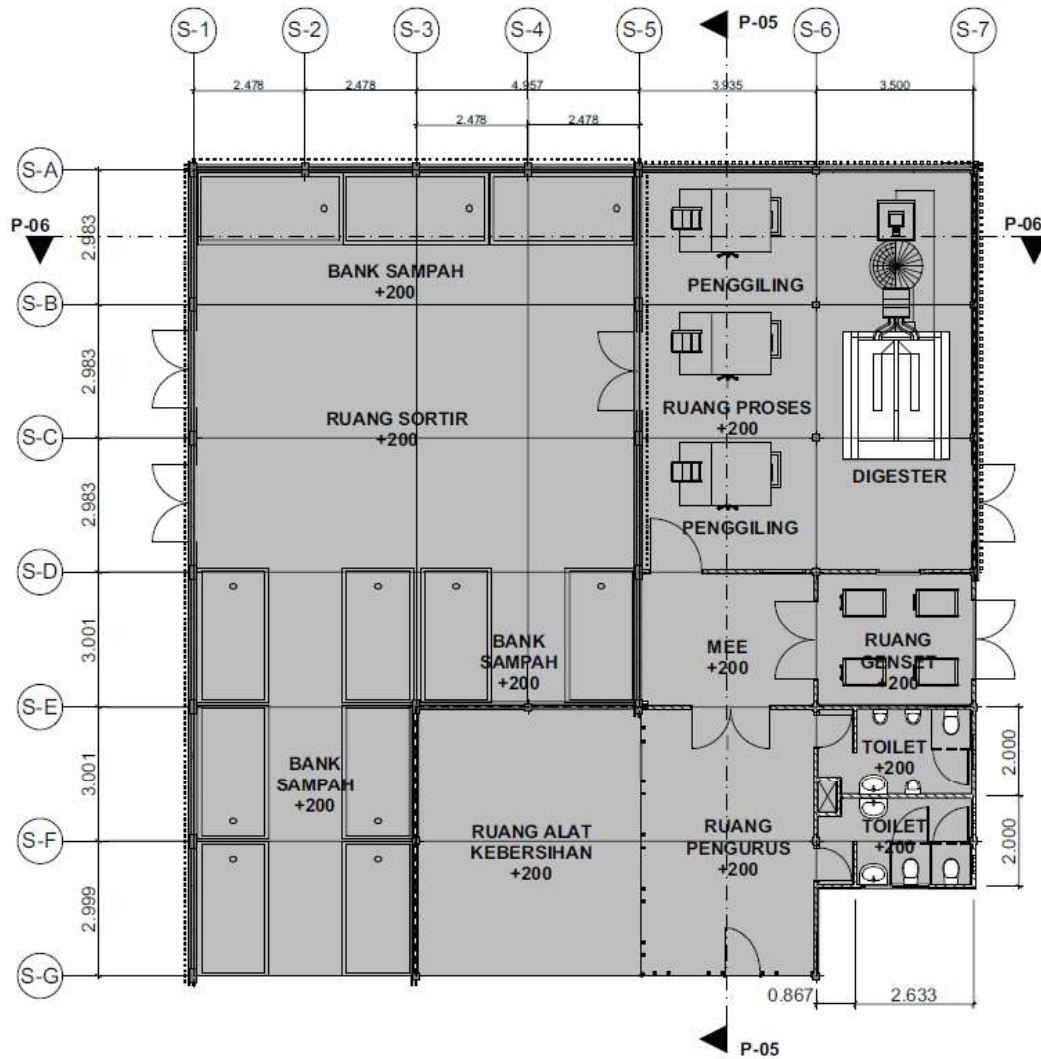 S-1
S-2
S-3
S-4
S-5
P-05
S-6
S-7
2.478
2.478
4.957
3.935
3.500
2.478
2.478
S-A
P-06
P-06
2.983
BANK SAMPAH
+200
PENGGILING
S-B
2.983
RUANG SORTIR
+200
RUANG PROSES
+200
S-C
DIGESTER
2.983
PENGGILING
S-D
3.001
BANK
SAMPAH
+200
MEE
+200
RUANG
GENSET
+200
S-E
3.001
BANK
SAMPAH
+200
TOILET
+200
2.000
RUANG ALAT
KEBERSIHAN
+200
RUANG
PENGURUS
+200
TOILET
+200
2.000
S-F
2.999
S-G
0.867
2.633
P-05